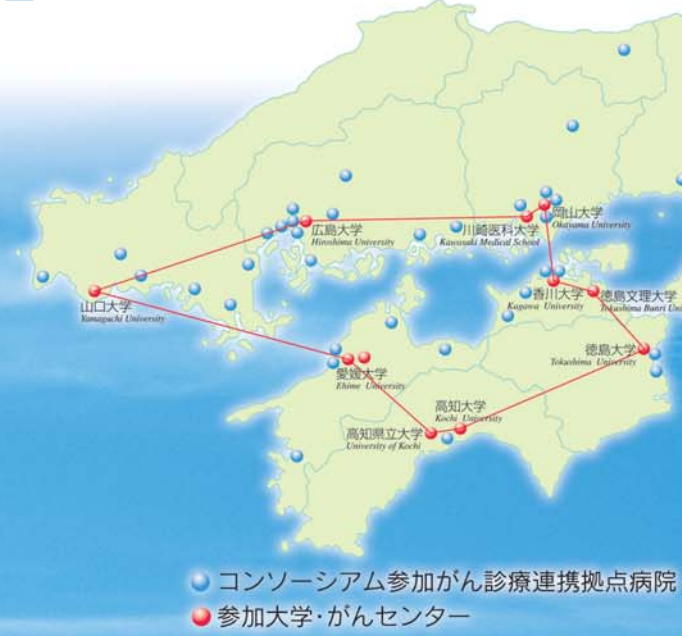 広島大学
Hiroshima University
川崎医科大学
Kawasaki Medical School
岡山大学
Okayama University
山口大学
Yamaguchi University
香川大学
Kagawa University
徳島文理大学
Tokushima Bunri Uni
愛媛大学
Ehime University
徳島大学
Tokushima University
高知県立大学
University of Kochi
高知大学
Kochi University
コンソーシアム参加がん診療連携拠点病院
参加大学・がんセンター